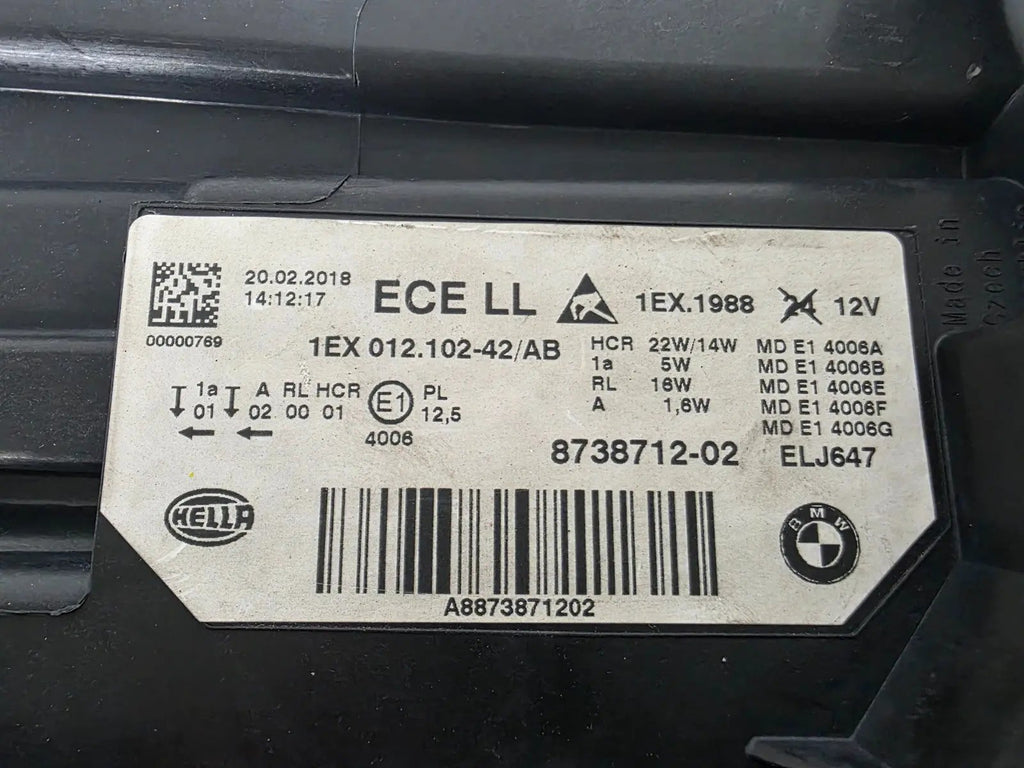 20.02.2018
14:12:17
00000769
ECE LL
1EX.1988
24 12V
1EX 012.102-42/AB
HCR 22W/14W
1a 5W
RL 16W
A 1,6W
MD E1 4006A
MD E1 4006B
MD E1 4006E
MD E1 4006F
MD E1 4006G
1a A RL HCR
01 02 00 01
E1
4006
PL
12,5
8738712-02
ELJ647
HELLA
BMW
A8873871202
Made in
Czech